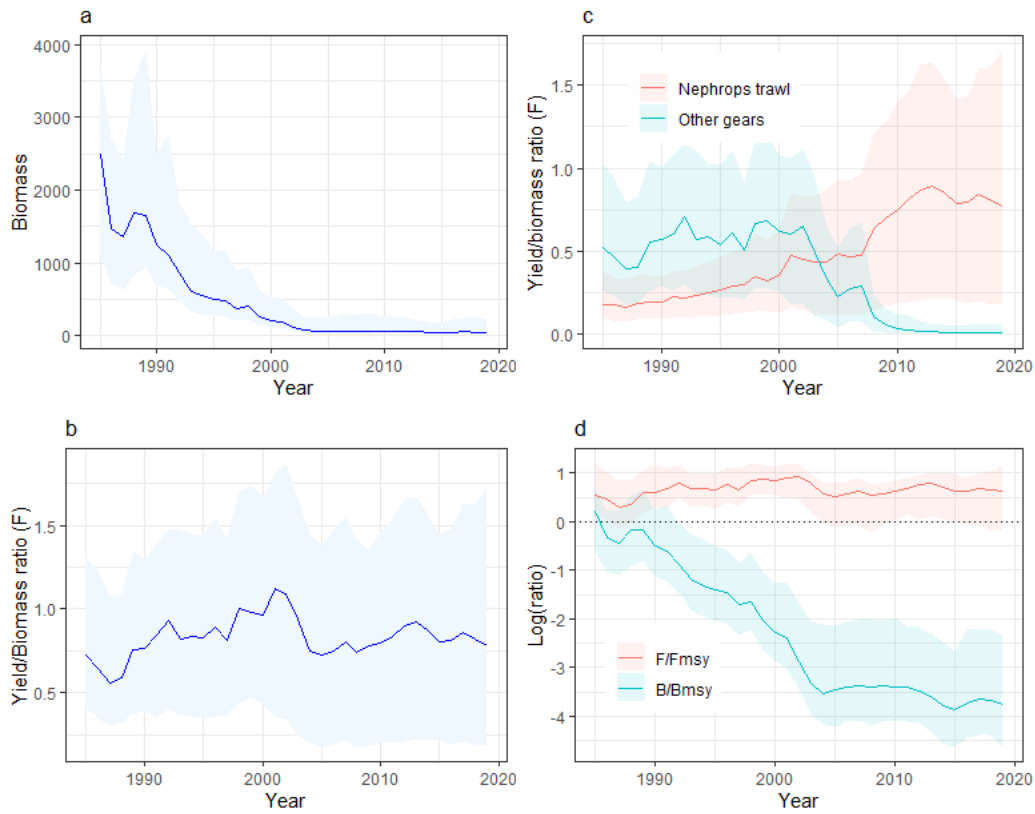 a
4000
3000
2000
1000
0
Biomass
1990
2000
2010
2020
Year
c
1.5
1.0
0.5
0.0
Yield/biomass ratio (F)
Nephrops trawl
Other gears
1990
2000
2010
2020
Year
b
1.5
1.0
0.5
Yield/Biomass ratio (F)
1990
2000
2010
2020
Year
d
1
0
-1
-2
-3
-4
Log(ratio)
F/Fmsy
B/Bmsy
1990
2000
2010
2020
Year